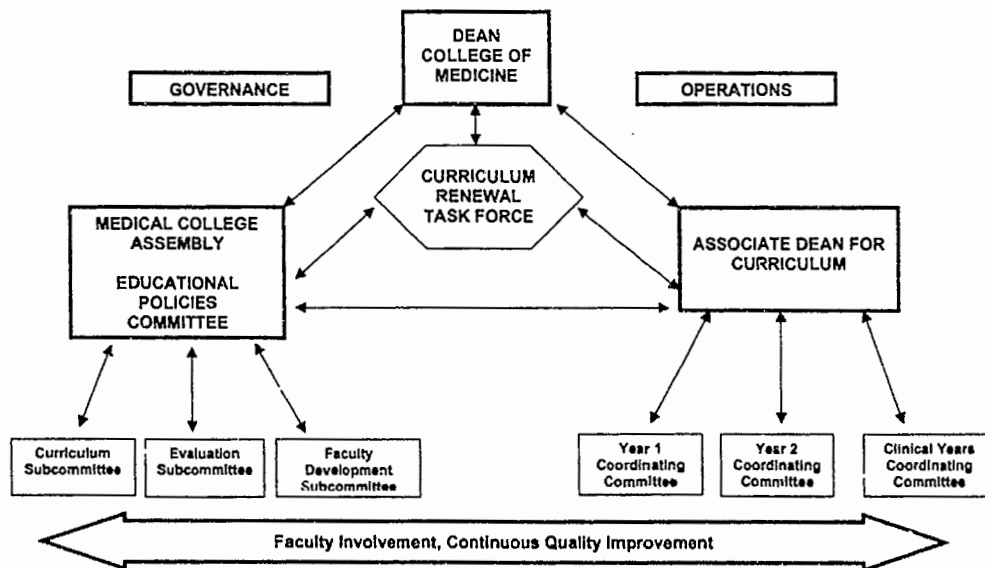 DEAN
COLLEGE OF
MEDICINE
GOVERNANCE
OPERATIONS
CURRICULUM
RENEWAL
TASK FORCE
MEDICAL COLLEGE
ASSEMBLY
EDUCATIONAL
POLICIES
COMMITTEE
ASSOCIATE DEAN FOR
CURRICULUM
Curriculum
Subcommittee
Evaluation
Subcommittee
Faculty
Development
Subcommittee
Year 1
Coordinating
Committee
Year 2
Coordinating
Committee
Clinical Years
Coordinating
Committee
Faculty Involvement, Continuous Quality Improvement